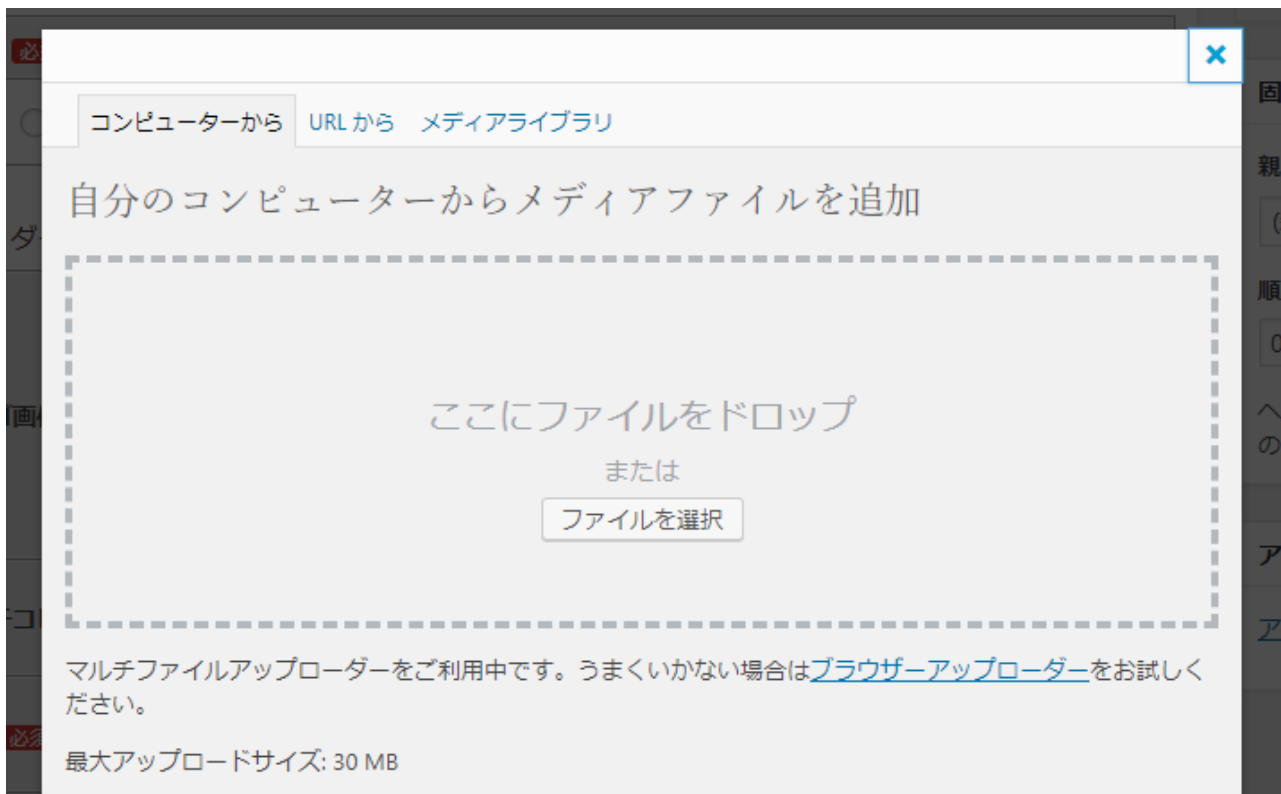 コンピューターから URL から メディアライブラリ
自分のコンピューターからメディアファイルを追加
ここにファイルをドロップ
または
ファイルを選択
マルチファイルアップローダーをご利用中です。うまくいかない場合はブラウザーアップローダーをお試しく
ださい。
最大アップロードサイズ: 30 MB